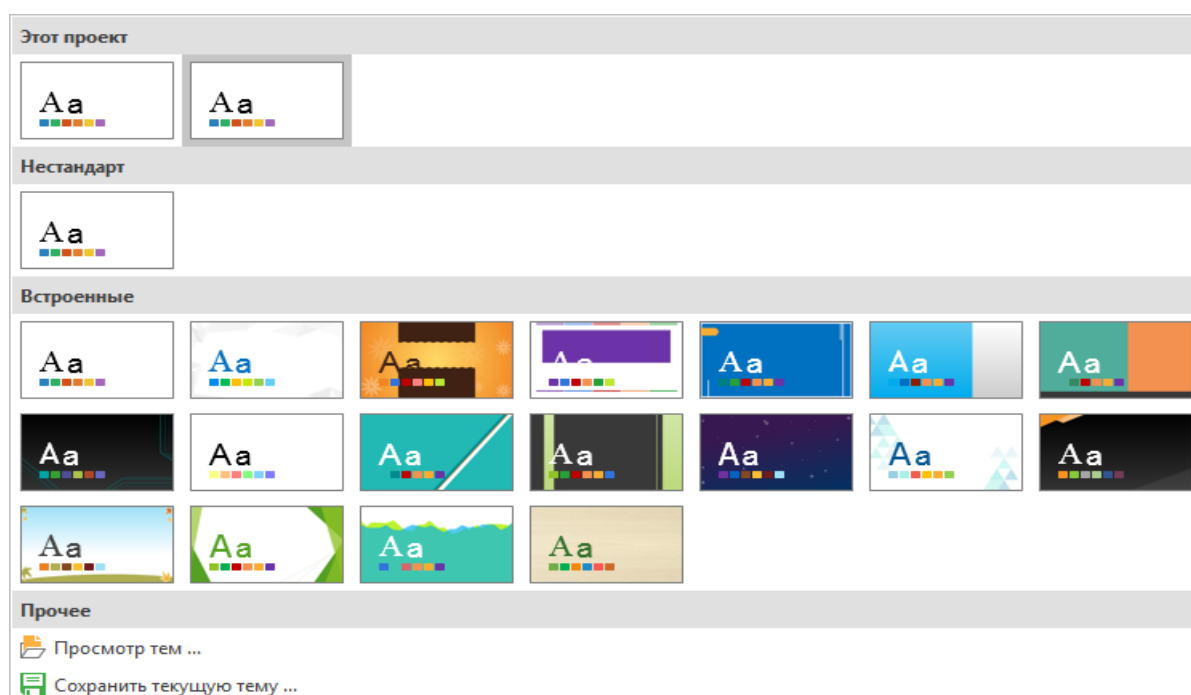 Этот проект
Aa Aa
Нестандарт
Aa
Встроенные
Aa Aa Aa Aa Aa Aa Aa
Aa Aa Aa Aa Aa Aa Aa
Aa Aa Aa Aa
Прочее
Просмотр тем ...
Сохранить текущую тему ...